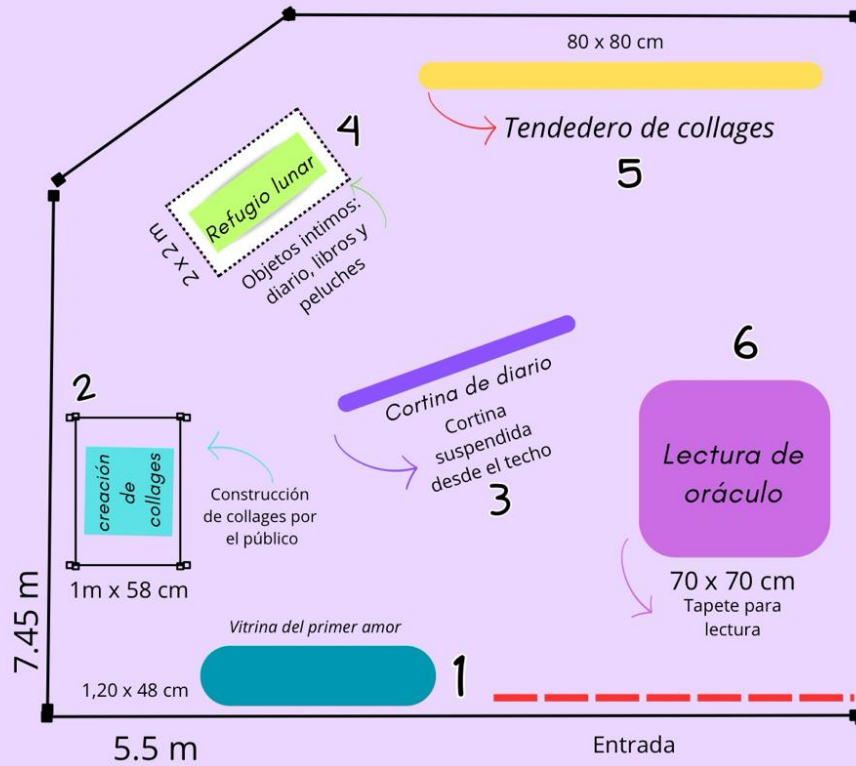 80 x 80 cm
Tendedero de collages
5
4
Refugio lunar
2 x 2 m
Objetos intimos:
diario, libros y
peluches
6
Lectura de
oráculo
70 x 70 cm
Tapete para
lectura
Cortina de diario
Cortina
suspendida
desde el techo
3
2
creación
de
collages
Construcción
de collages por
el público
1m x 58 cm
7.45 m
Vitrina del primer amor
1,20 x 48 cm
1
5.5 m
Entrada